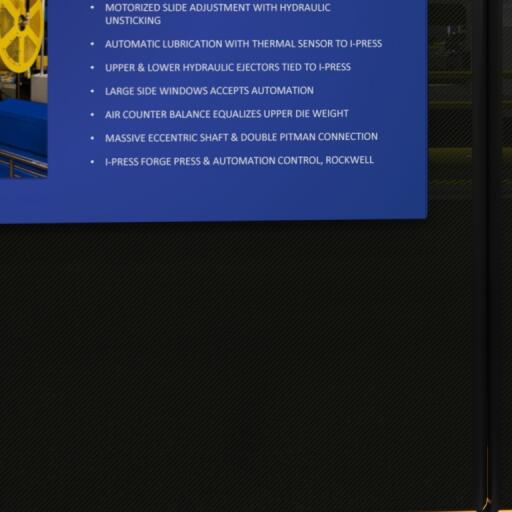 • MOTORIZED SLIDE ADJUSTMENT WITH HYDRAULIC
UNSTICKING
• AUTOMATIC LUBRICATION WITH THERMAL SENSOR TO I-PRESS
• UPPER & LOWER HYDRAULIC EJECTORS TIED TO I-PRESS
• LARGE SIDE WINDOWS ACCEPTS AUTOMATION
• AIR COUNTER BALANCE EQUALIZES UPPER DIE WEIGHT
• MASSIVE ECCENTRIC SHAFT & DOUBLE PITMAN CONNECTION
• I-PRESS FORGE PRESS & AUTOMATION CONTROL, ROCKWELL